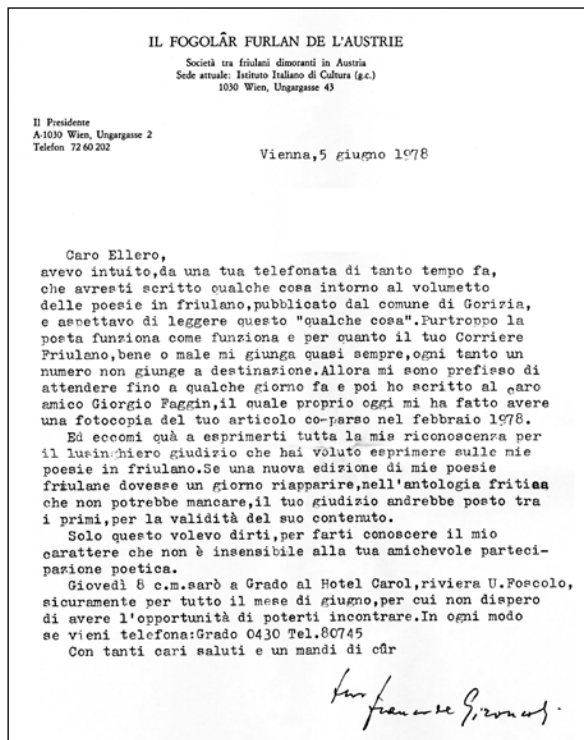 IL FOGOLÂR FURLAN DE L'AUSTRIE
Società tra friulani dimoranti in Austria
Sede attuale: Istituto Italiano di Cultura (g.c.)
1030 Wien, Ungargasse 43
Il Presidente
A-1030 Wien, Ungargasse 2
Telefon 72 60 202
Vienna,5 giugno 1978
Caro Ellero,
avevo intuito,da una tua telefonata di tanto tempo fa,
che avresti scritto qualche cosa intorno al volumetto
delle poesie in friulano,pubblicato dal comune di Gorizia,
e aspettavo di leggere questo "qualche cosa".Purtroppo la
posta funziona come funziona e per quanto il tuo Corriere
Friulano,bene o male mi giunga quasi sempre,ogni tanto un
numero non giunge a destinazione.Allora mi sono prefisso di
attendere fino a qualche giorno fa e poi ho scritto al caro
amico Giorgio Faggin,il quale proprio oggi mi ha fatto avere
una fotocopia del tuo articolo co-parso nel febbraio 1978.
Ed eccomi quà a esprimerti tutta la mia riconoscenza per
il lusinghiero giudizio che hai voluto esprimere sulle mie
poesie in friulano.Se una nuova edizione di mie poesie
friulane dovesse un giorno riapparire,nell'antologia
che non potrebbe mancare,il tuo giudizio andrebbe posto tra
i primi,per la validità del suo contenuto.
Solo questo volevo dirti,per farti conoscere il mio
carattere che non è insensibile alla tua amichevole parteci-
pazione poetica.
Giovedì 8 c.m.sarò a Grado al Hotel Carol,riviera U.Foscolo,
sicuramente per tutto il mese di giugno,per cui non dispero
di avere l'opportunità di poterti incontrare.In ogni modo
se vieni telefona:Grado 0430 Tel.80745
Con tanti cari saluti e un mandi di cûr